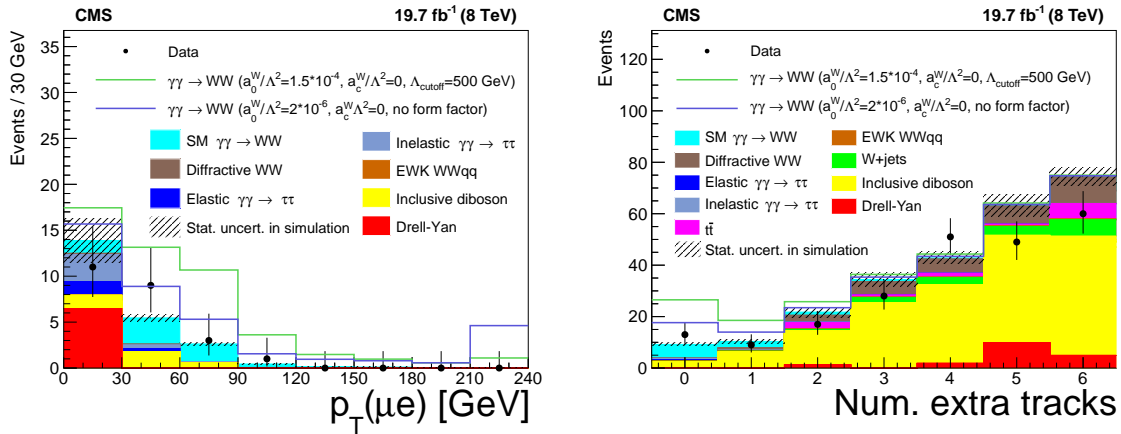 CMS 19.7 fb⁻¹ (8 TeV)
Events / 30 GeV
35
30
25
20
15
10
5
0
Data
γγ → WW (a₀ᵂ/Λ²=1.5*10⁻⁴, a_cᵂ/Λ²=0, Λ_cutoff=500 GeV)
γγ → WW (a₀ᵂ/Λ²=2*10⁻⁶, a_cᵂΛ²=0, no form factor)
SM γγ → WW
Inelastic γγ → ττ
Diffractive WW
EWK WWqq
Elastic γγ → ττ
Inclusive diboson
Stat. uncert. in simulation
Drell-Yan
0 30 60 90 120 150 180 210 240
p_T(μe) [GeV]
CMS 19.7 fb⁻¹ (8 TeV)
Events
120
100
80
60
40
20
0
Data
γγ → WW (a₀ᵂ/Λ²=1.5*10⁻⁴, a_cᵂ/Λ²=0, Λ_cutoff=500 GeV)
γγ → WW (a₀ᵂ/Λ²=2*10⁻⁶, a_cᵂ/Λ²=0, no form factor)
SM γγ → WW
EWK WWqq
Diffractive WW
W+jets
Elastic γγ → ττ
Inclusive diboson
Inelastic γγ → ττ
Drell-Yan
tt̄
Stat. uncert. in simulation
0 1 2 3 4 5 6
Num. extra tracks